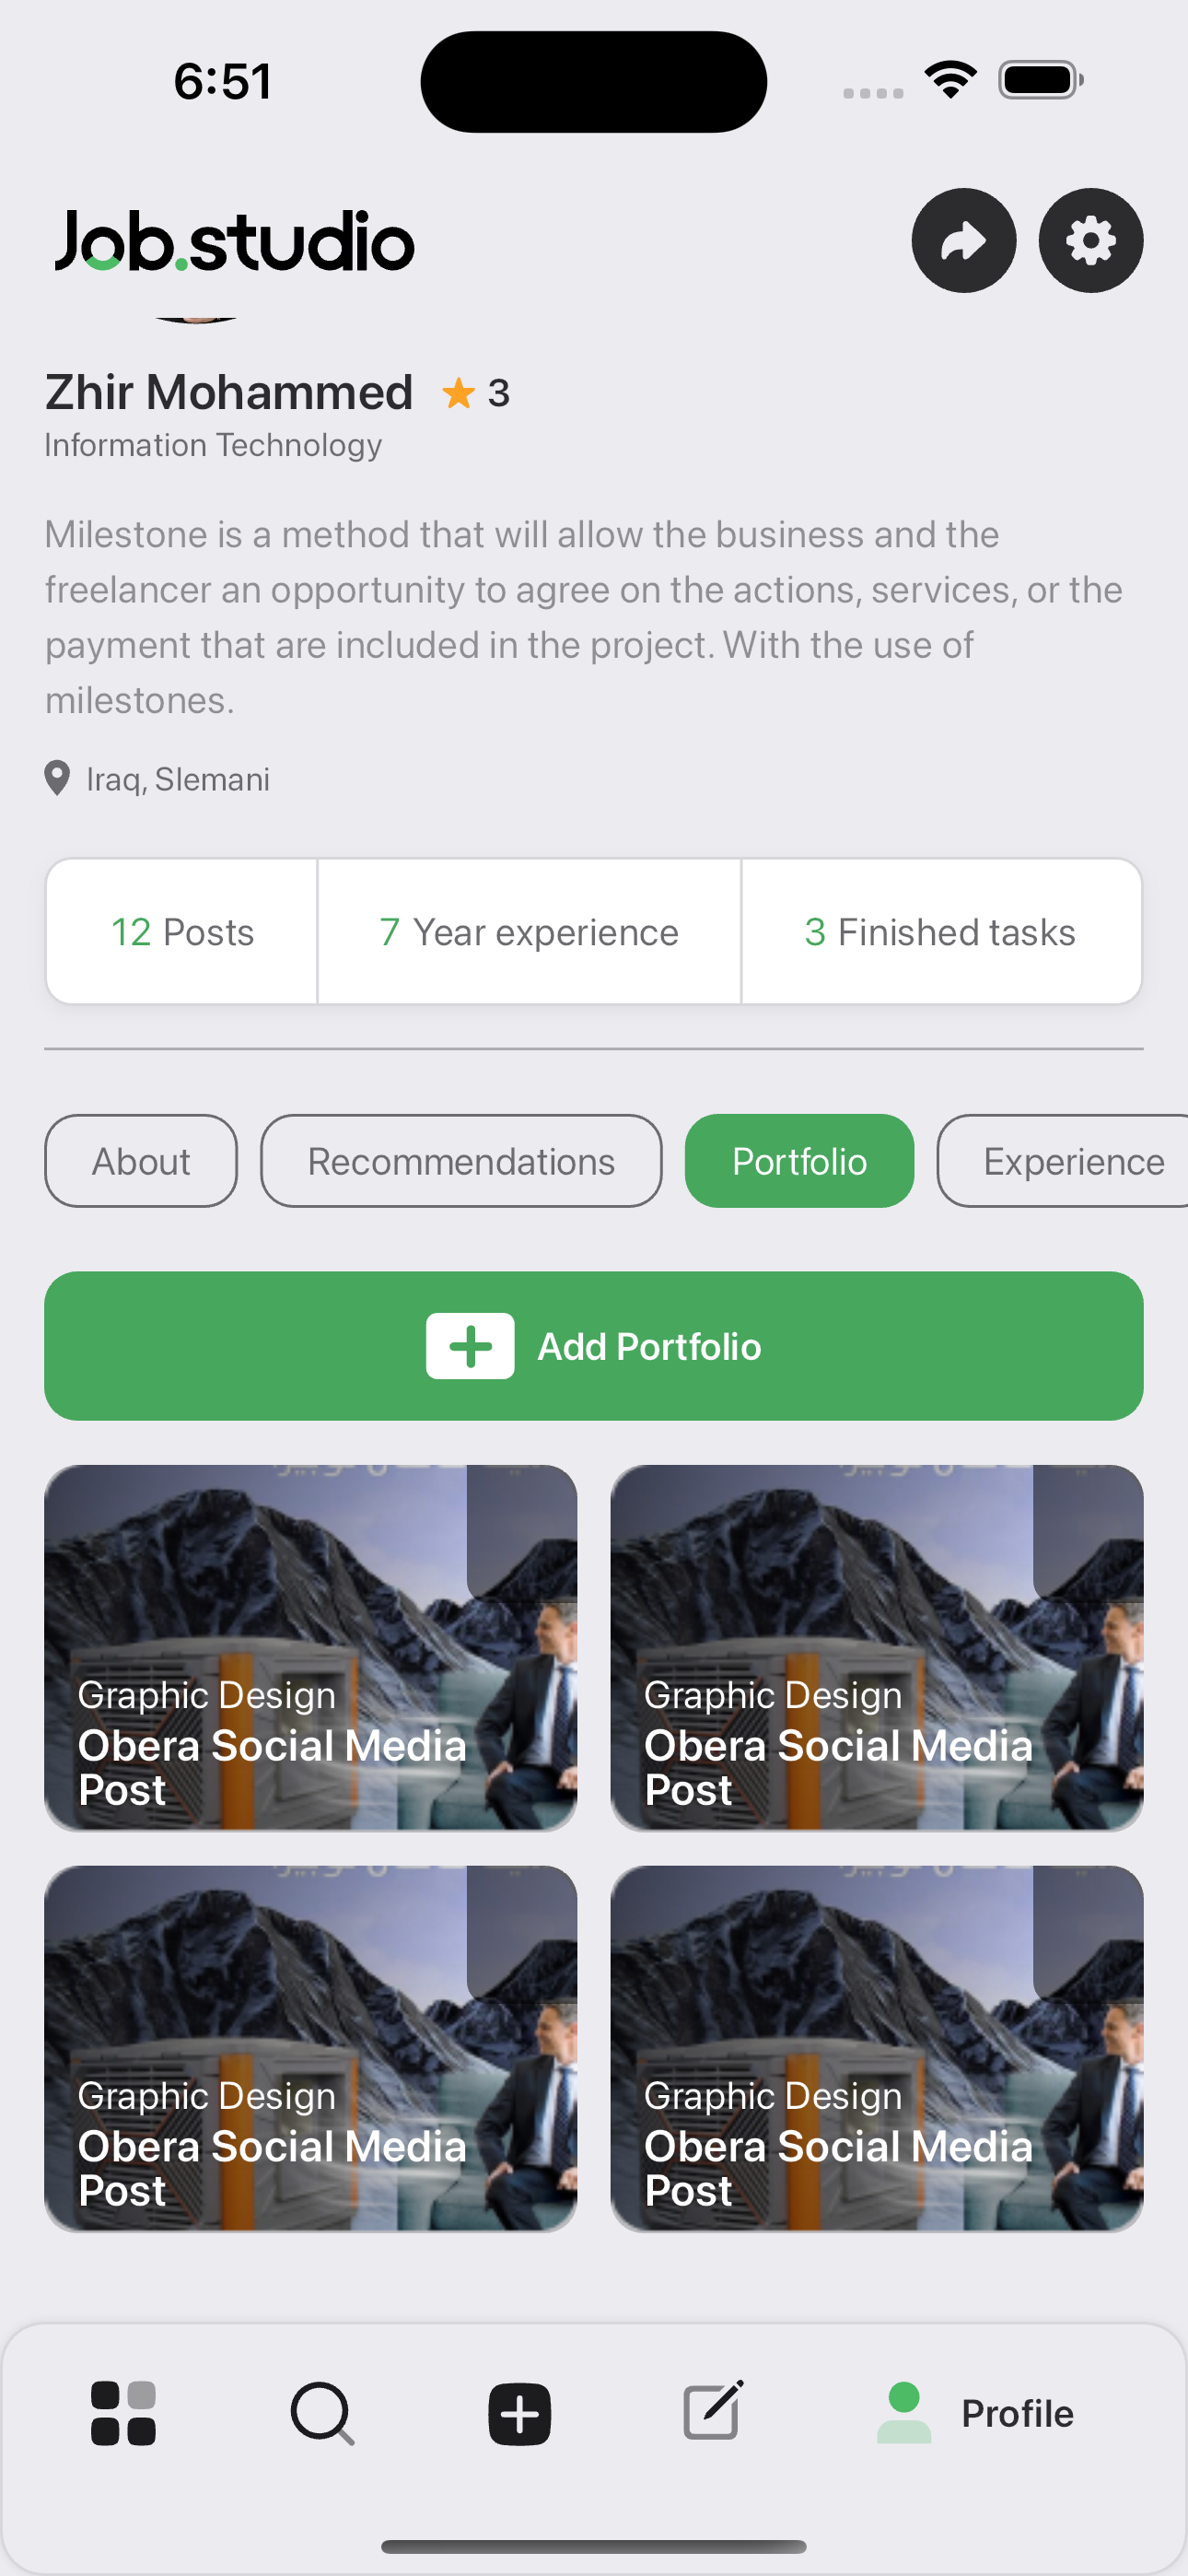 6:51
Job.studio
Zhir Mohammed 3
Information Technology
Milestone is a method that will allow the business and the
freelancer an opportunity to agree on the actions, services, or the
payment that are included in the project. With the use of
milestones.
Iraq, Slemani
12 Posts
7 Year experience
3 Finished tasks
About
Recommendations
Portfolio
Experience
Add Portfolio
Graphic Design
Obera Social Media
Post
Graphic Design
Obera Social Media
Post
Graphic Design
Obera Social Media
Post
Graphic Design
Obera Social Media
Post
Profile